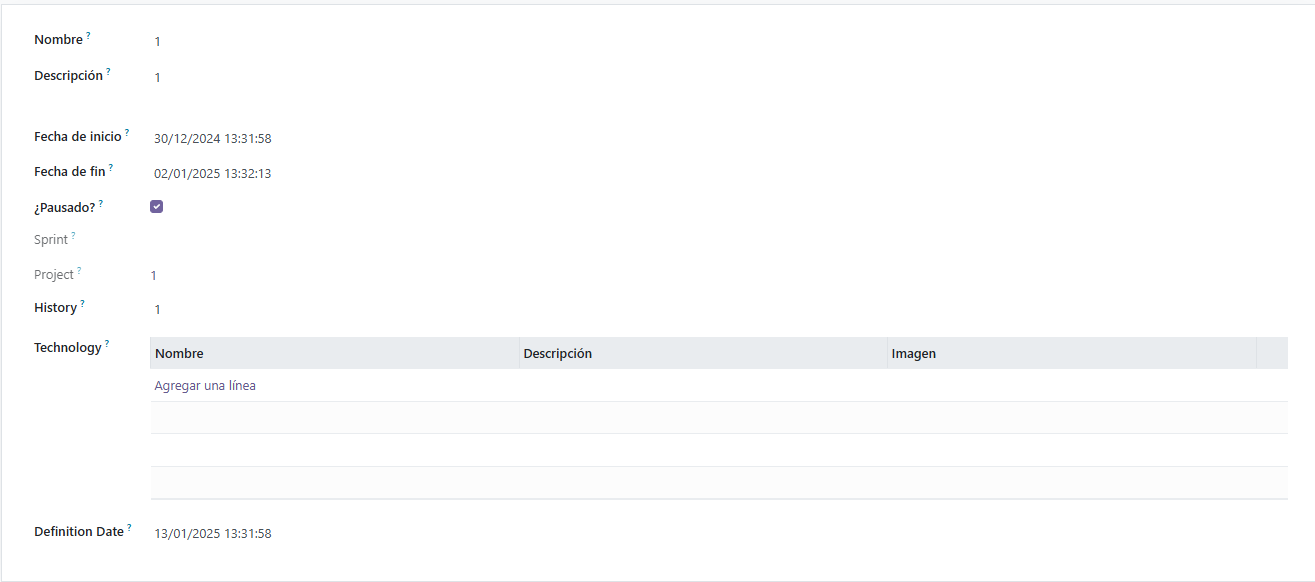 Nombre ? 1
Descripción ? 1
Fecha de inicio ? 30/12/2024 13:31:58
Fecha de fin ? 02/01/2025 13:32:13
¿Pausado? ?
Sprint ?
Project ? 1
History ? 1
Technology ?
Nombre Descripción Imagen
Agregar una línea
Definition Date ? 13/01/2025 13:31:58